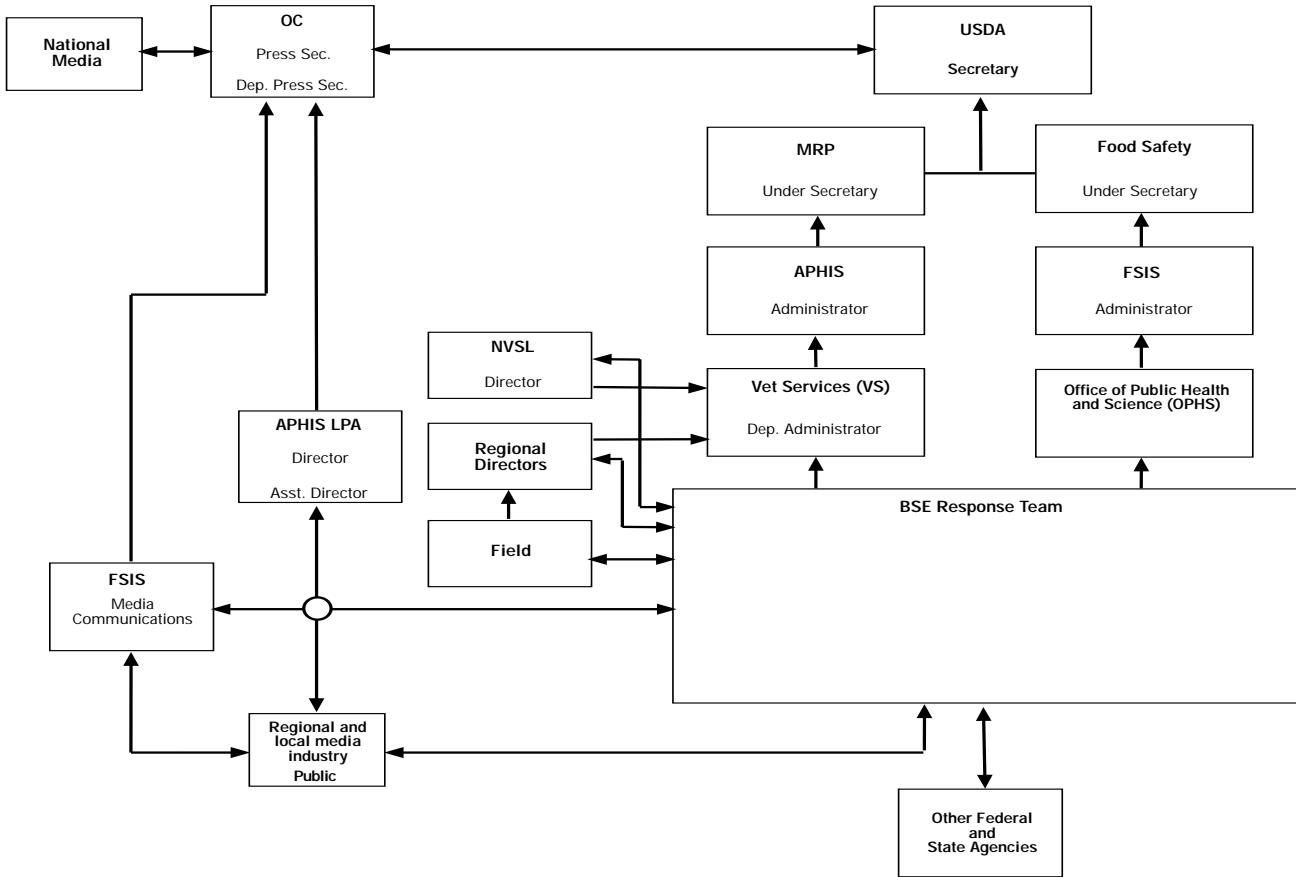 OC
Press Sec.
Dep. Press Sec.
National
Media
USDA
Secretary
MRP
Under Secretary
Food Safety
Under Secretary
APHIS
Administrator
FSIS
Administrator
NVSL
Director
Vet Services (VS)
Dep. Administrator
Office of Public Health
and Science (OPHS)
APHIS LPA
Director
Asst. Director
Regional
Directors
BSE Response Team
Field
FSIS
Media
Communications
Regional and
local media
industry
Public
Other Federal
and
State Agencies